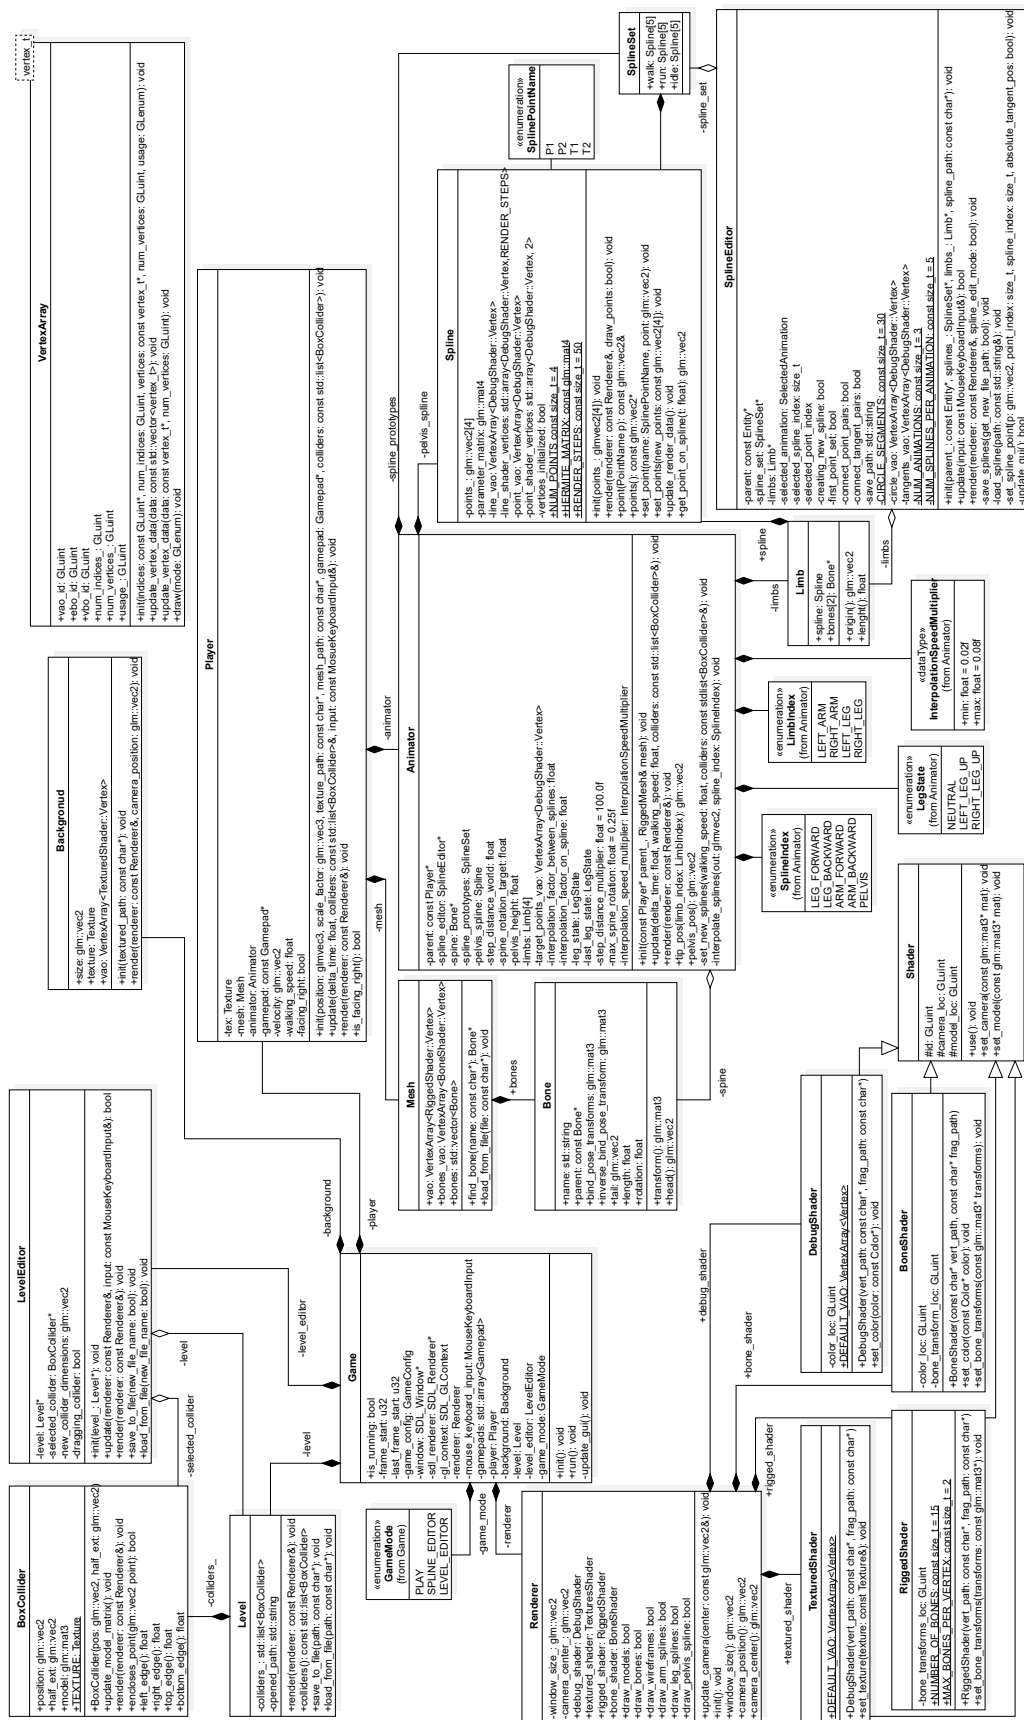 BoxCollider
+position: glm::vec2
+half_ext: glm::vec2
+model: glm::mat3
+TEXTURE: Texture
+BoxCollider(pos: glm::vec2, half_ext: glm::vec2)
+update_model_matrix(): void
+render(renderer: const Renderer&): void
+endoses_point(glm::vec2 point): bool
+left_edge(): float
+right_edge(): float
+top_edge(): float
+bottom_edge(): float
LevelEditor
-level: Level*
-selected_collider: BoxCollider*
-new_collider_dimensions: glm::vec2
-dragging_collider: bool
+init(level_: Level*): void
+update(renderer: const Renderer&, input: const MouseKeyboardInput&): bool
+render(renderer: const Renderer&): void
+save_to_file(new_file_name: bool): void
+load_from_file(new_file_name: bool): void
Backgronud
+size: glm::vec2
+texture: Texture
+vao: VertexArray<TexturedShader::Vertex>
+init(textured_path: const char*): void
+render(renderer: const Renderer&, camera_position: glm::vec2): void
vertex_t
VertexArray
+vao_id: GLuint
+ebo_id: GLuint
+vbo_id: GLuint
+num_indices_: GLuint
+num_vertices_: GLuint
+usage_: GLuint
+init(indices: const GLuint*, num_indices: GLuint, vertices: const vertex_t*, num_vertices: GLuint, usage: GLenum): void
+update_vertex_data(data: const std::vector<vertex_t>): void
+update_vertex_data(data: const vertex_t*, num_vertices: GLuint): void
+draw(mode: GLenum): void
-colliders_
-selected_collider
-level
-level
-level_editor
-background
-player
Level
-colliders_: std::list<BoxCollider>
+opened_path: std::string
+render(renderer: const Renderer&): void
+colliders(): const std::list<BoxCollider>
+save_to_file(path: const char*): void
+load_from_file(path: const char*): void
Player
-tex: Texture
-mesh: Mesh
-animator: Animator
-gamepad: const Gamepad*
-velocity: glm::vec2
-walking_speed: float
-facing_right: bool
+init(position: glmvec3, scale_factor: glm::vec3, texture_path: const char*, mesh_path: const char*, gamepad: Gamepad*, colliders: const std::list<BoxCollider>): void
+update(delta_time: float, colliders: const std::list<BoxCollider>&, input: const MosueKeyboardInput&): void
+render(renderer: const Renderer&): void
+is_facing_right(): bool
Game
+is_running: bool
-frame_start: u32
-last_frame_start: u32
-game_config: GameConfig
-window: SDL_Window*
-sdl_renderer: SDL_Renderer*
-gl_context: SDL_GLContext
-renderer: Renderer
-mouse_keyboard_input: MouseKeyboardInput
-gamepads: std::array<Gamepad>
-player: Player
-background: Background
-level: Level
-level_editor: LevelEditor
-game_mode: GameMode
+init(): void
+run(): void
-update_gui(): void
«enumeration»
GameMode
(from Game)
PLAY
SPLINE_EDITOR
LEVEL_EDITOR
-game_mode
-renderer
-mesh
-animator
-spline_prototypes
-pelvis_splline
Mesh
+vao: VertexArray<RiggedShader::Vertex>
+bones_vao: VertexArray<BoneShader::Vertex>
+bones: std::vector<Bone>
+find_bone(name: const char*): Bone*
+load_from_file(file: const char*): void
+bones
Bone
+name: std::string
+parent: const Bone*
+bind_pose_transforms: glm::mat3
+inverse_bind_pose_transform: glm::mat3
+tail: glm::vec2
+length: float
+rotation: float
+transform(): glm::mat3
+head(): glm::vec2
-spine
Animator
-parent: const Player*
-spline_editor: SplineEditor*
-spine: Bone*
-spline_prototypes: SplineSet
-pelvis_spline: Spline
-step_distance_world: float
-spine_rotation_target: float
-pelvis_height: float
-limbs: Limb[4]
-target_points_vao: VertexArray<DebugShader::Vertex>
-interpolation_factor_between_splines: float
-interpolation_factor_on_spline: float
-leg_state: LegState
-last_leg_state: LegState
-step_distance_multiplier: float = 100.0f
-max_spine_rotation: float = 0.25f
-interpolation_speed_multiplier: InterpolationSpeedMultiplier
+init(const Player* parent_, RiggedMesh& mesh): void
+update(delta_time: float, walking_speed: float, colliders: const std::list<BoxCollider>&): void
+render(renderer: const Renderer&): void
-tip_pos(limb_index: LimbIndex): glm::vec2
+pelvis_pos(): glm::vec2
-set_new_splines(walking_speed: float, colliders: const stdlist<BoxCollider>&): void
-interpolate_splines(out: glmvec2, spline_index: SplineIndex): void
Spline
-points_: glm::vec2[4]
-parameter_matrix: glm::mat4
-line_vao: VertexArray<DebugShader::Vertex>
-line_shader_vertices: std::array<DebugShader::Vertex,RENDER_STEPS>
-point_vao: VertexArray<DebugShader::Vertex>
-point_shader_vertices: std::array<DebugShader::Vertex, 2>
-vertices_initialized: bool
+NUM_POINTS const size_t = 4
+HERMITE_MATRIX: const glm::mat4
+RENDER_STEPS: const size_t = 50
+init(points_: glmvec2[4]): void
+render(renderer: const Renderer&, draw_points: bool): void
+point(PointName p): const glm::vec2&
+points(): const glm::vec2*
+set_point(name: SplinePointName, point: glm::vec2): void
+set_points(new_points: const glm::vec2[4]): void
+update_render_data(): void
+get_point_on_spline(t: float): glm::vec2
«enumeration»
SplinePointName
P1
P2
T1
T2
SplineSet
+walk: Spline[5]
+run: Spline[5]
+idle: Spline[5]
-spline_set
Renderer
-window_size_: glm::vec2
-camera_center_: glm::vec2
+debug_shader: DebugShader
+textured_shader: TexturesShader
+rigged_shader: RiggedShader
+bone_shader: BoneShader
+draw_models: bool
+draw_bones: bool
+draw_wireframes: bool
+draw_arm_splines: bool
+draw_leg_splines: bool
+draw_pelvis_spline: bool
+update_camera(center: const glm::vec2&): void
+init(): void
+window_size(): glm::vec2
+camera_position(): glm::vec2
+camera_center(): glm::vec2
+debug_shader
+bone_shader
+rigged_shader
+textured_shader
-limbs
+spline
Limb
+spline: Spline
+bones[2]: Bone*
+origin(): glm::vec2
+lenght(): float
-limbs
SplineEditor
-parent: const Entity*
-spline_set: SplineSet*
-limbs: Limb*
-selected_animation: SelectedAnimation
-selected_spline_index: size_t
-selected_point_index
-creating_new_spline: bool
-first_point_set: bool
-connect_point_pairs: bool
-connect_tangent_pairs: bool
-save_path: std::string
-CIRCLE_SEGMENTS: const size_t = 30
-circle_vao: VertexArray<DebugShader::Vertex>
-tangents_vao: VertexArray<DebugShader::Vertex>
+NUM_ANIMATIONS: const size_t = 3
+NUM_SPLINES_PER_ANIMATION: const size_t = 5
+init(parent_: const Entity*, splines_: SplineSet*, limbs_: Limb*, spline_path: const char*): void
+update(input: const MouseKeyboardInput&): bool
+render(renderer: const Renderer&, spline_edit_mode: bool): void
-save_splines(get_new_file_path: bool): void
-load_spline(path: const std::string&): void
-set_spline_point(p: glm::vec2, point_index: size_t, spline_index: size_t, absolute_tangent_pos: bool): void
-update_gui(): bool
«enumeration»
SplineIndex
(from Animator)
LEG_FORWARD
LEG_BACKWARD
ARM_FORWARD
ARM_BACKWARD
PELVIS
«enumeration»
LimbIndex
(from Animator)
LEFT_ARM
RIGHT_ARM
LEFT_LEG
RIGHT_LEG
«enumeration»
LegState
(from Animator)
NEUTRAL
LEFT_LEG_UP
RIGHT_LEG_UP
«dataType»
InterpolationSpeedMultiplier
(from Animator)
+min: float = 0.02f
+max: float = 0.08f
TexturedShader
+DEFAULT_VAO: VertexArray<Vertex>
+DebugShader(vert_path: const char*, frag_path: const char*)
+set_texture(texture: const Texture&): void
DebugShader
-color_loc: GLuint
+DEFAULT_VAO: VertexArray<Vertex>
+DebugShader(vert_path: const char*, frag_path: const char*)
+set_color(color: const Color*): void
RiggedShader
-bone_transforms_loc: GLuint
+NUMBER_OF_BONES: const size_t = 15
+MAX_BONES_PER_VERTEX: const size_t = 2
+RiggedShader(vert_path: const char*, frag_path: const char*)
+set_bone_transforms(transforms: const glm::mat3*): void
BoneShader
-color_loc: GLuint
-bone_transform_loc: GLuint
+BoneShader(const char* vert_path, const char* frag_path)
+set_color(const Color* color): void
+set_bone_transforms(const glm::mat3* transforms): void
Shader
#id: GLuint
#camera_loc: GLuint
#model_loc: GLuint
+use(): void
+set_camera(const glm::mat3* mat): void
+set_model(const glm::mat3* mat): void